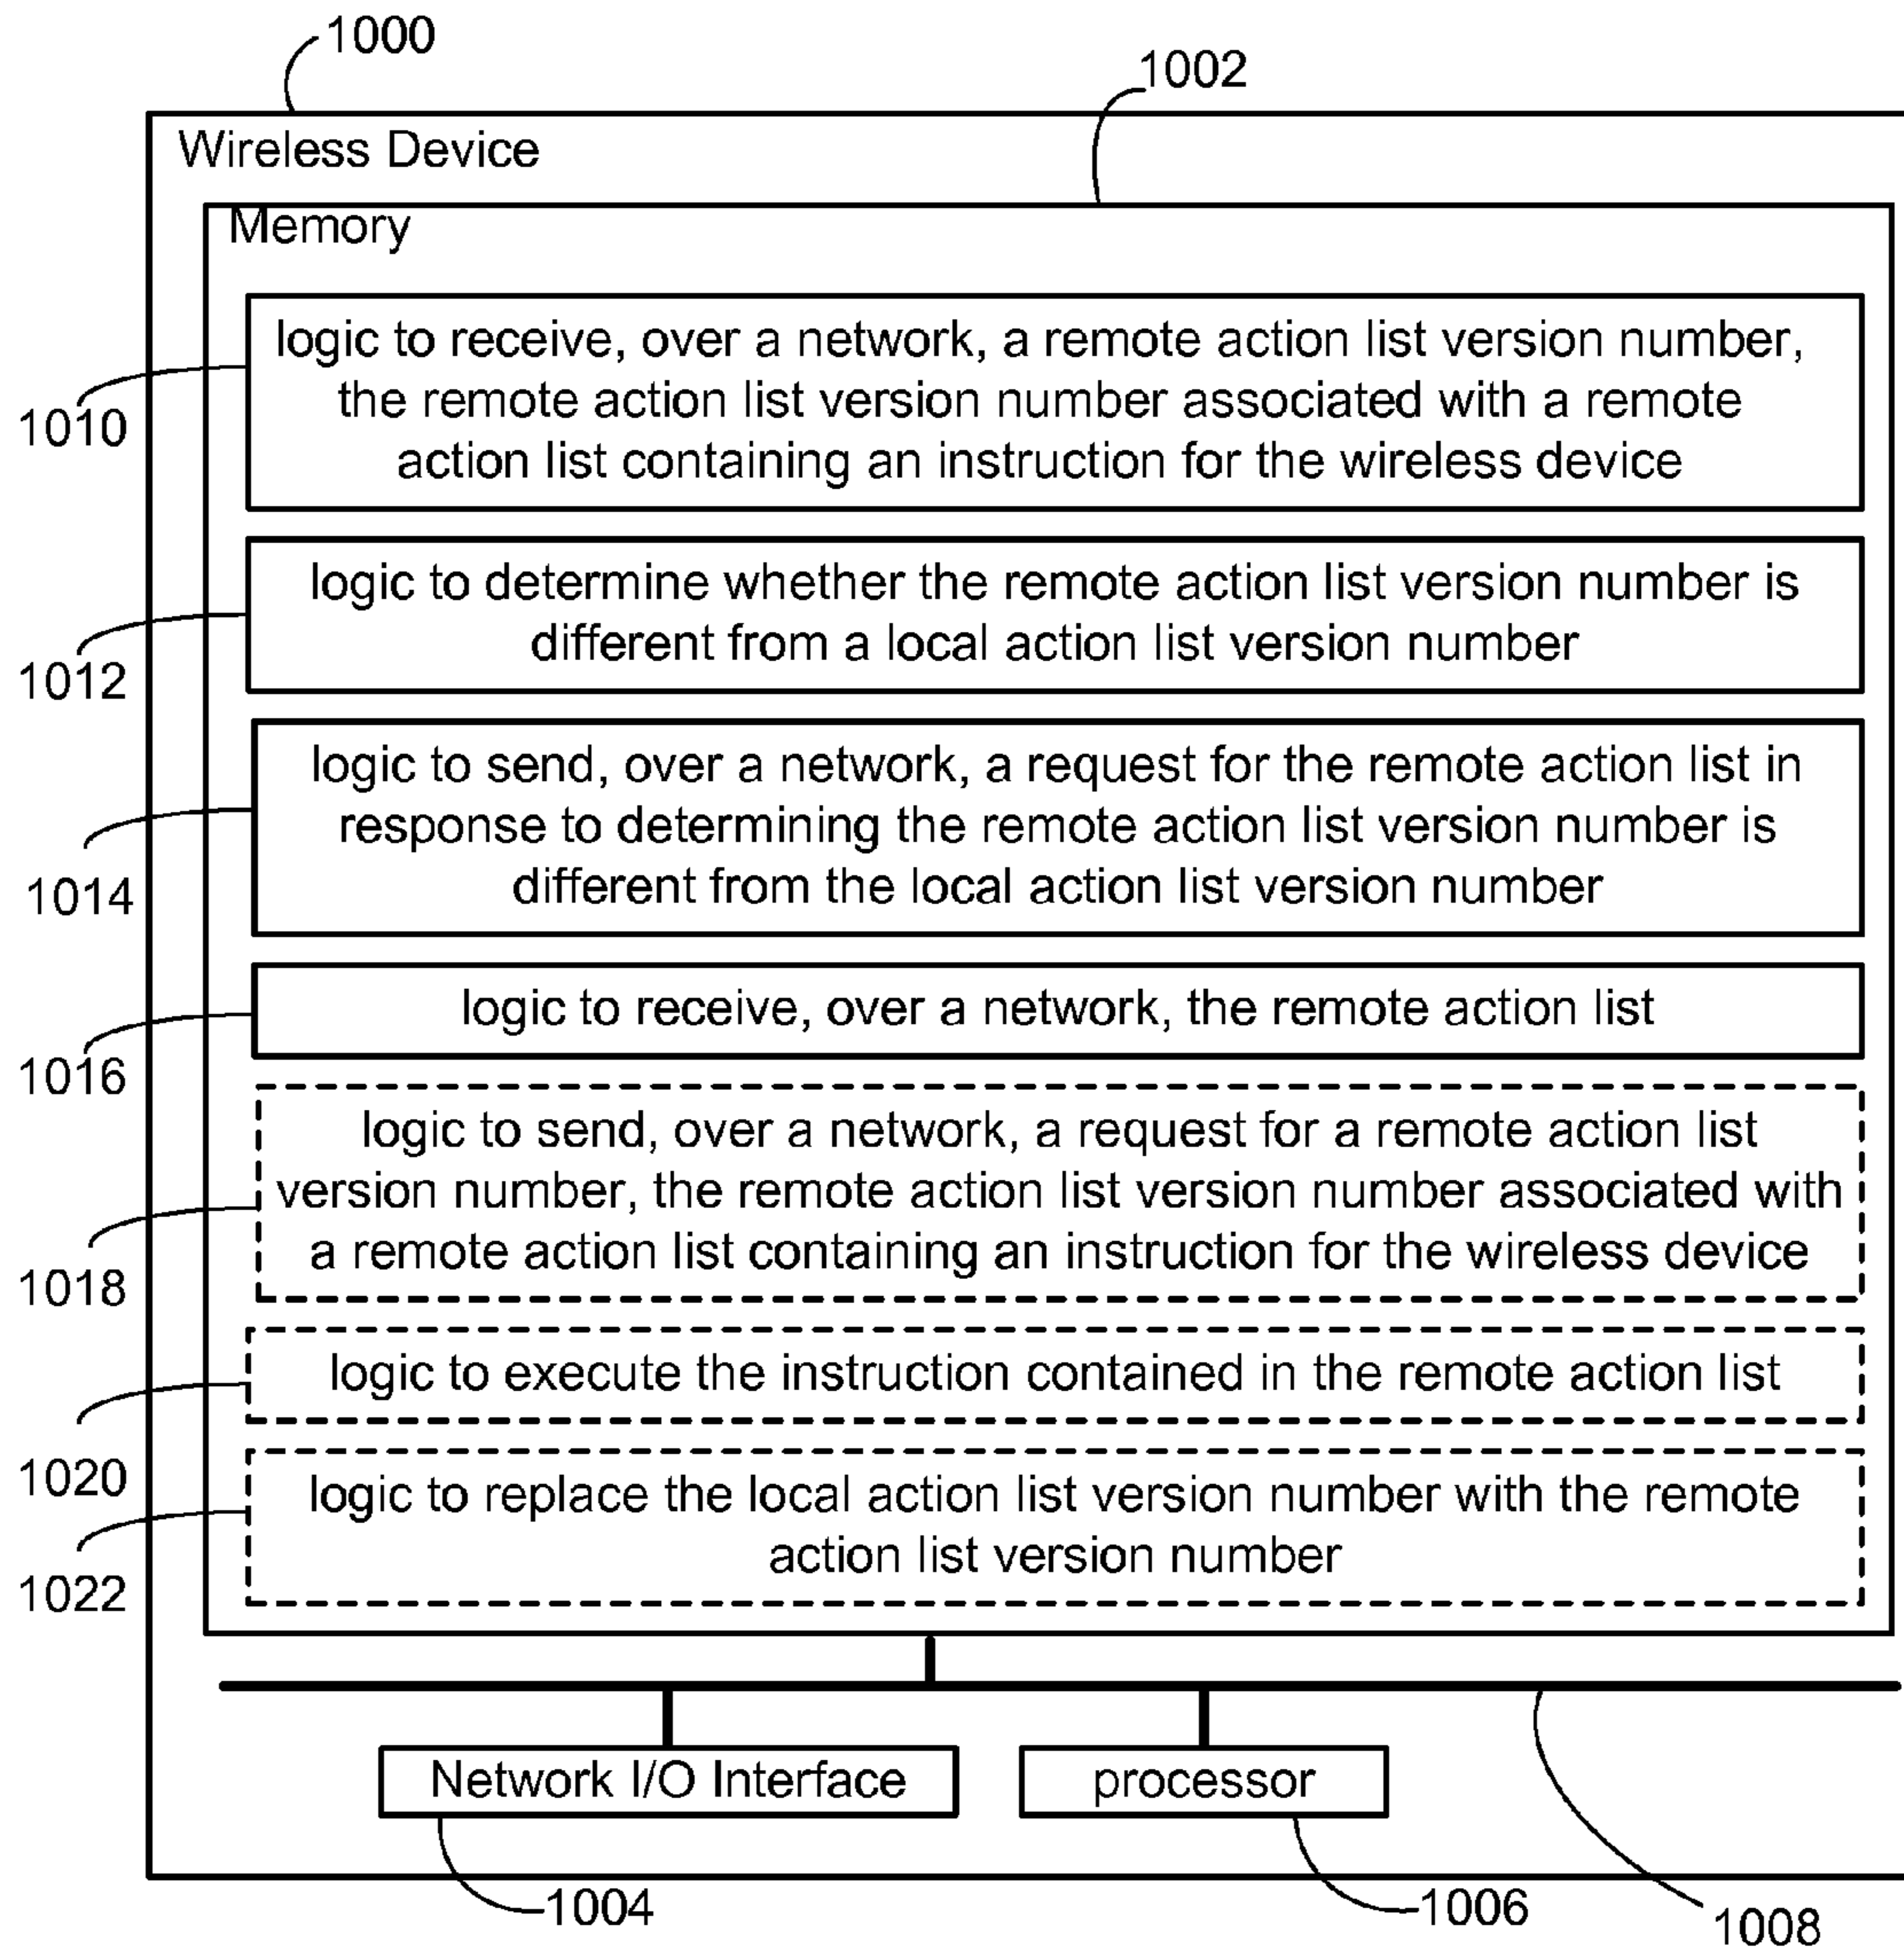 1000
1002
Wireless Device
Memory
logic to receive, over a network, a remote action list version number,
the remote action list version number associated with a remote
action list containing an instruction for the wireless device
1010
logic to determine whether the remote action list version number is
different from a local action list version number
1012
logic to send, over a network, a request for the remote action list in
response to determining the remote action list version number is
different from the local action list version number
1014
logic to receive, over a network, the remote action list
1016
logic to send, over a network, a request for a remote action list
version number, the remote action list version number associated with
a remote action list containing an instruction for the wireless device
1018
logic to execute the instruction contained in the remote action list
1020
logic to replace the local action list version number with the remote
action list version number
1022
Network I/O Interface
processor
1004
1006
1008